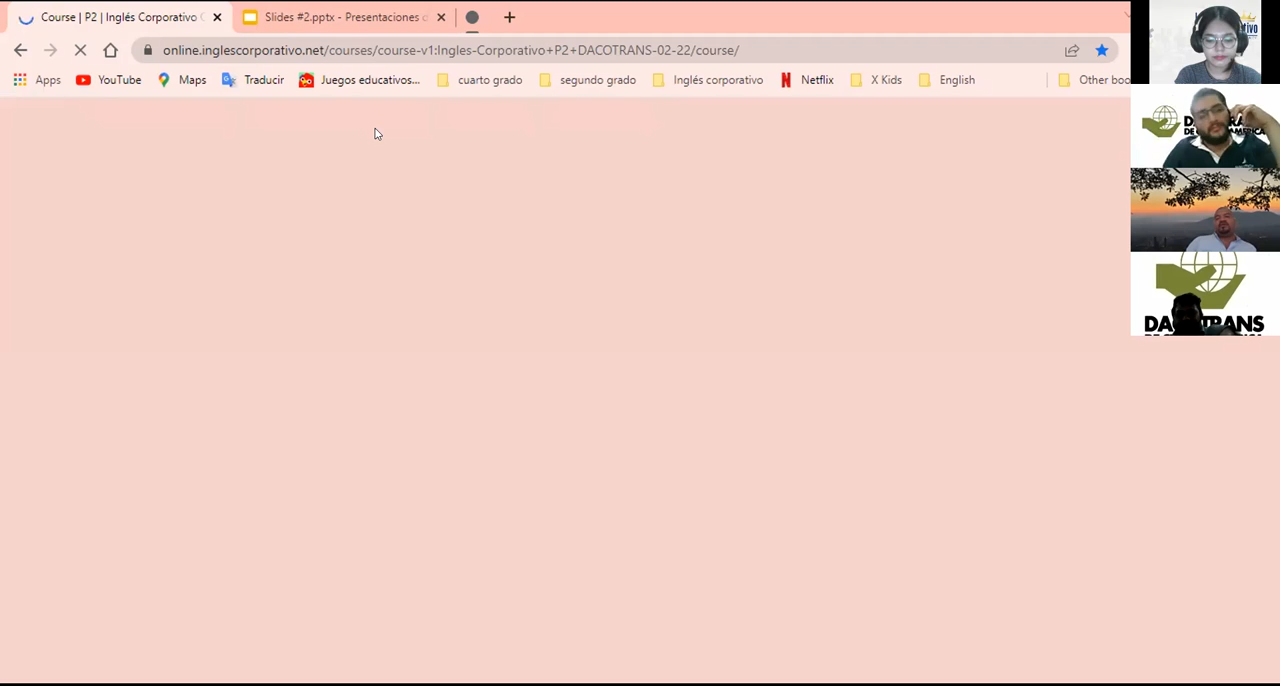 Course | P2 | Inglés Corporativo
Slides #2.pptx - Presentaciones
online.inglescorporativo.net/courses/course-v1:Ingles-Corporativo+P2+DACOTRANS-02-22/course/
Apps YouTube Maps Traducir Juegos educativos... cuarto grado segundo grado Inglés corporativo Netflix X Kids English Other boo
DACOTRANS